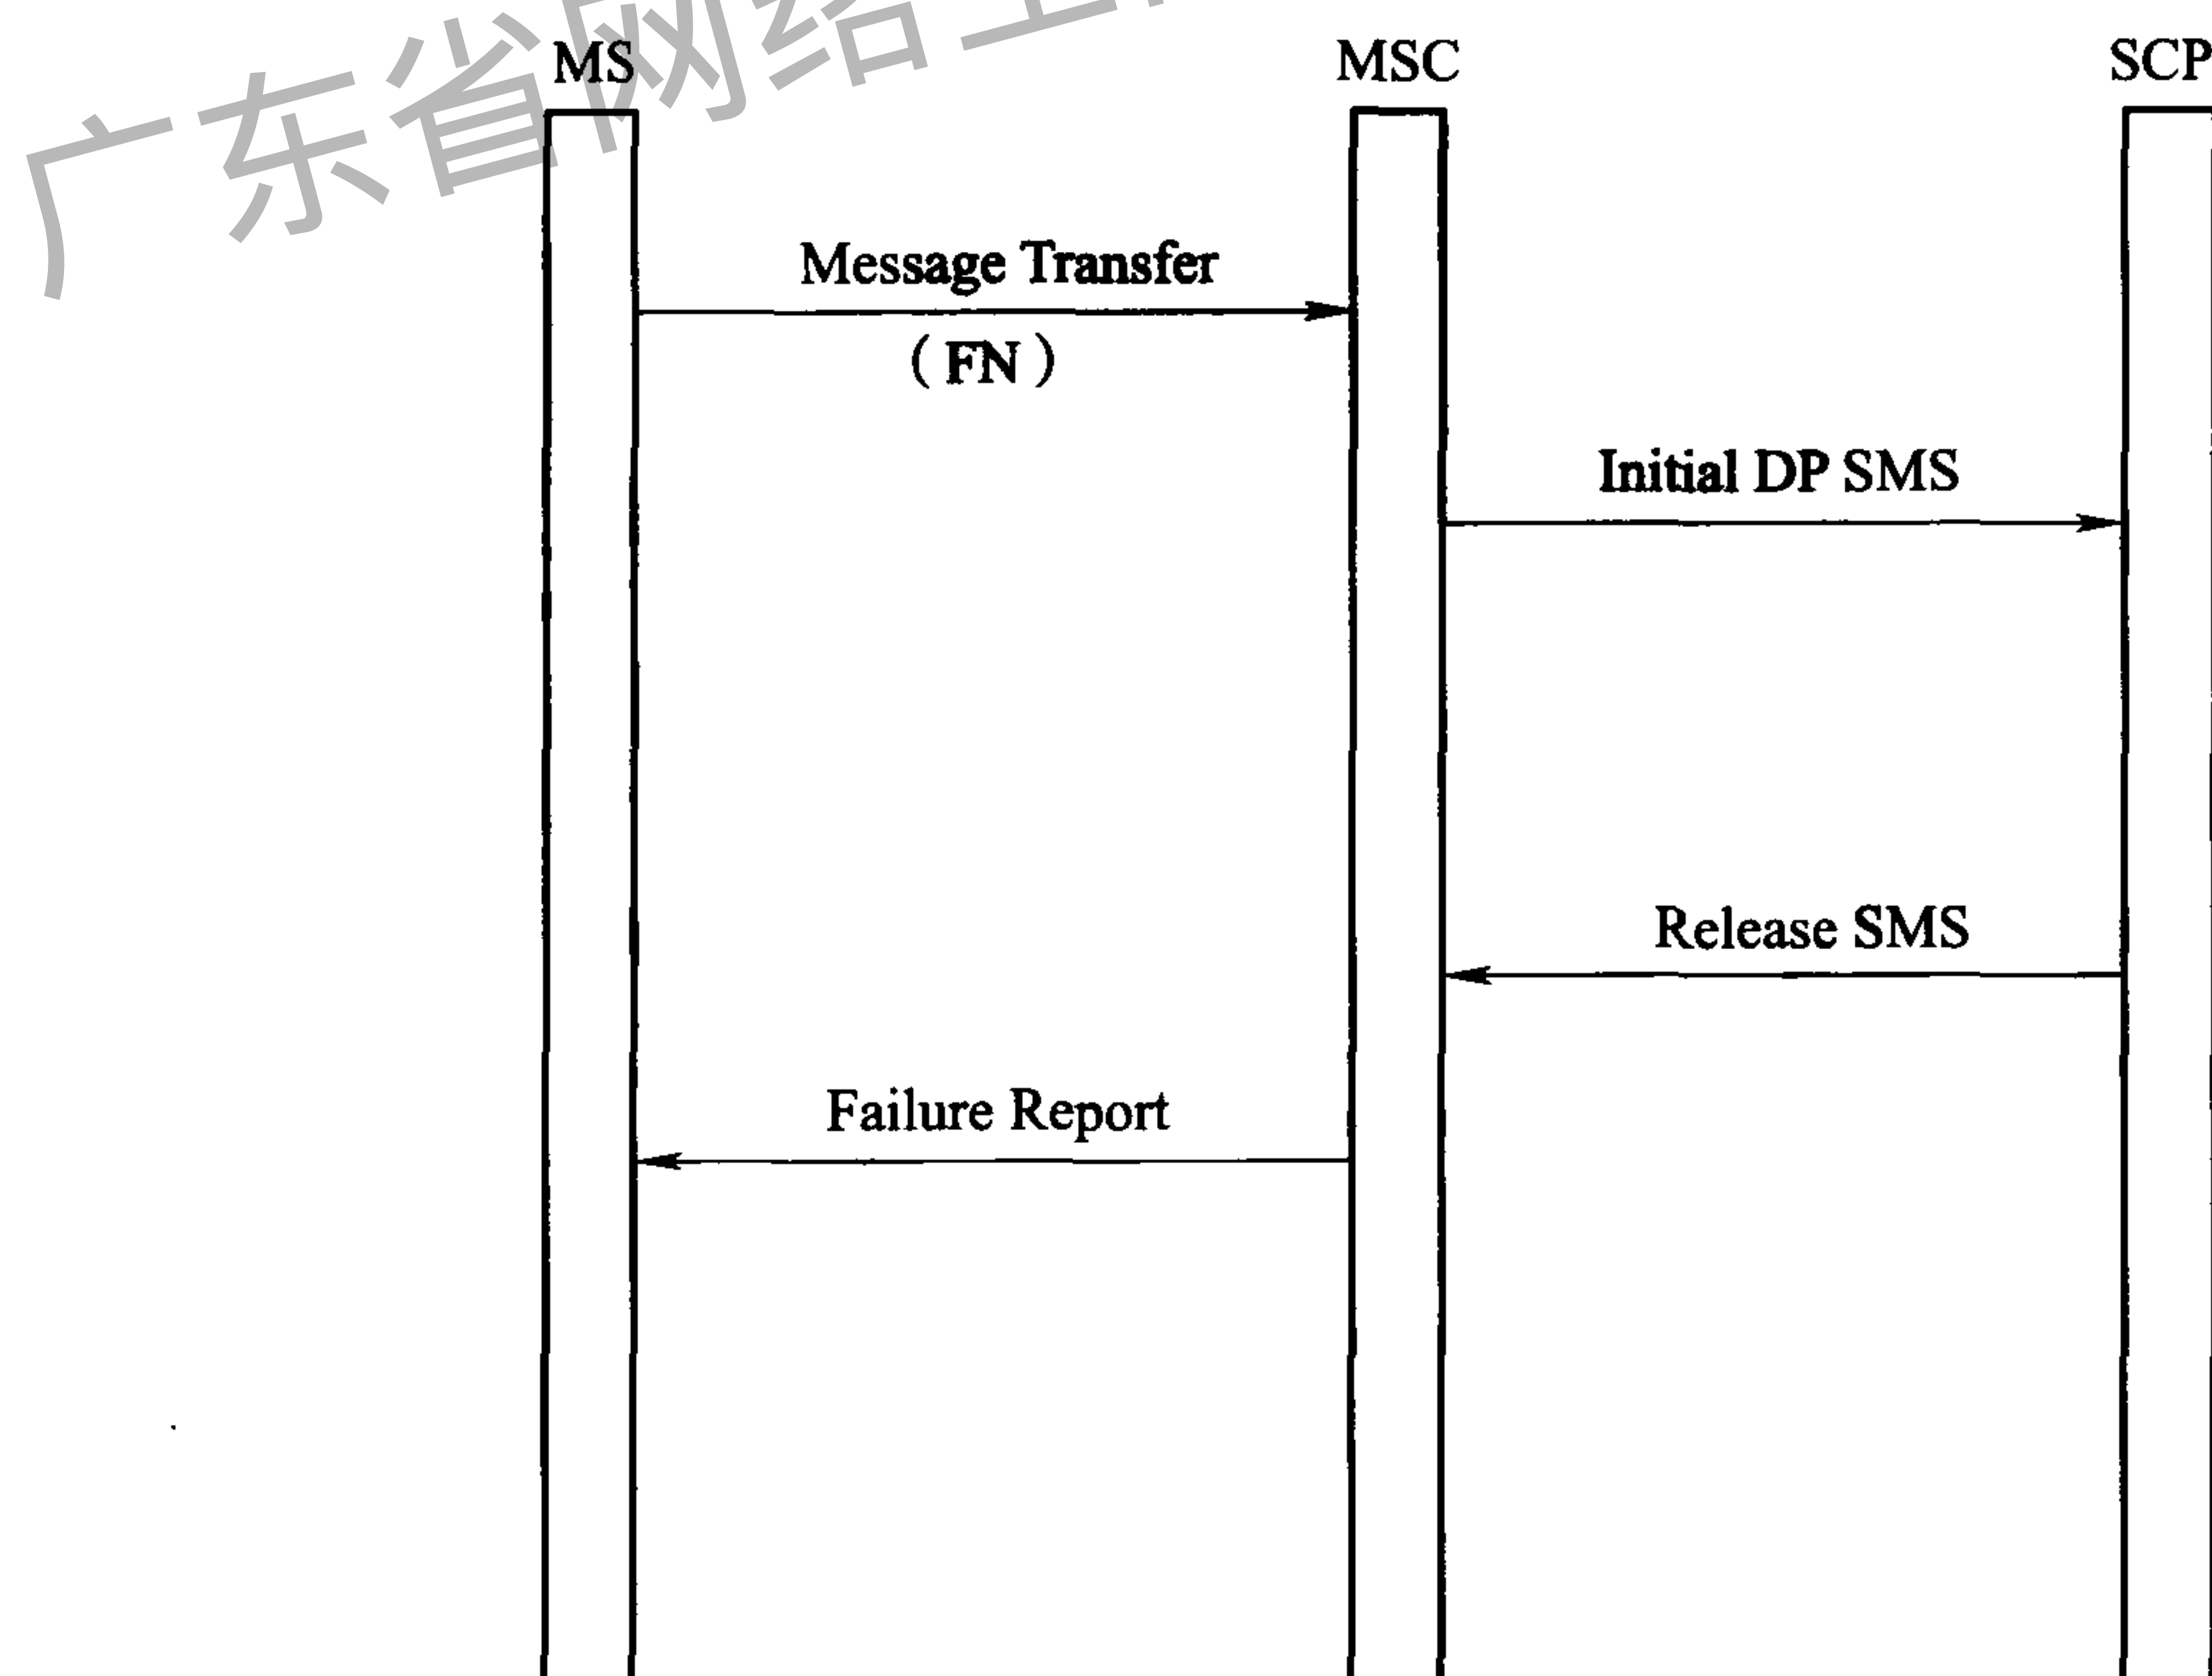 MS MSC SCP
广东省网络
Message Transfer
( FN )
Initial DP SMS
Release SMS
Failure Report